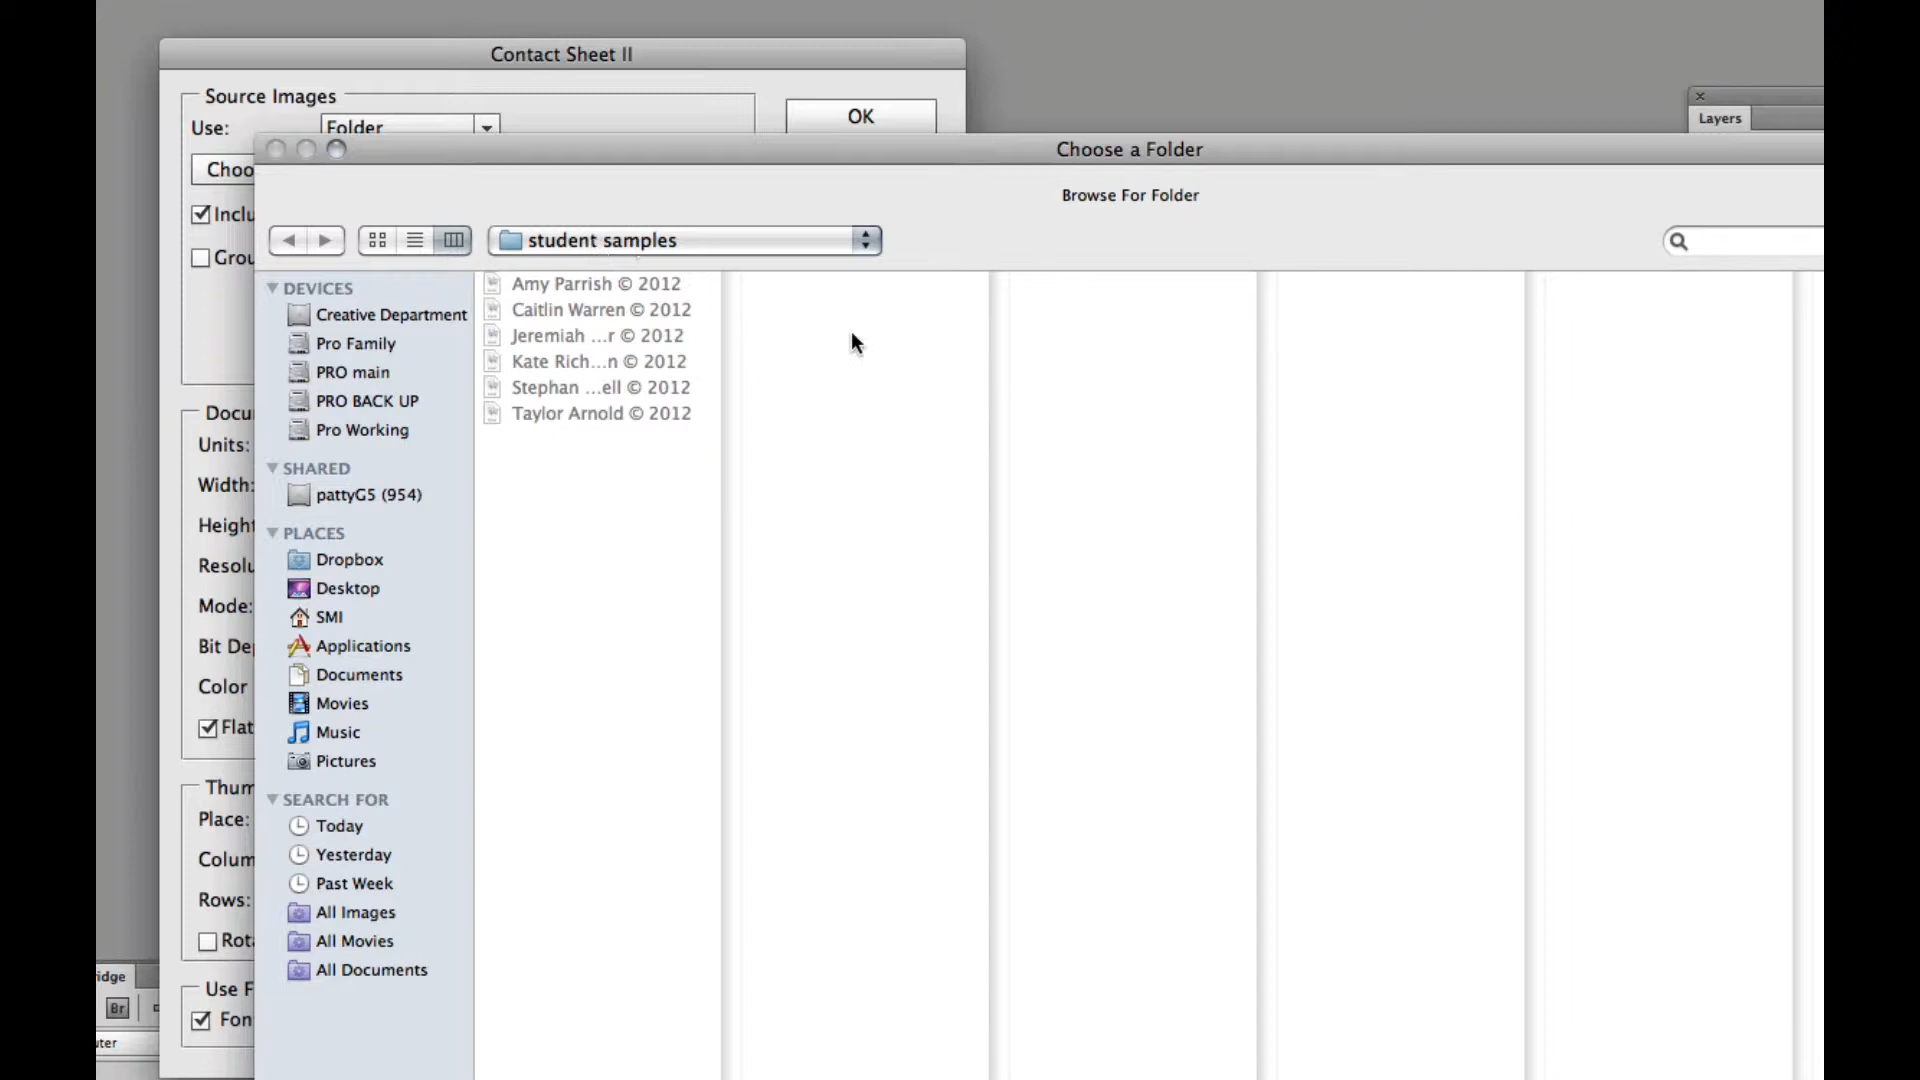 Contact Sheet II
Source Images
OK
Use:
Folder
Layers
Choose a Folder
Choo
Browse For Folder
Inclu
student samples
Grou
DEVICES
Creative Department
Pro Family
PRO main
PRO BACK UP
Pro Working
SHARED
pattyG5 (954)
PLACES
Dropbox
Desktop
SMI
Applications
Documents
Movies
Music
Pictures
SEARCH FOR
Today
Yesterday
Past Week
All Images
All Movies
All Documents
Amy Parrish © 2012
Caitlin Warren © 2012
Jeremiah ...r © 2012
Kate Rich...n © 2012
Stephan ...ell © 2012
Taylor Arnold © 2012
Docu
Units:
Width:
Height
Resolu
Mode:
Bit De
Color
Flat
Thum
Place:
Colum
Rows:
Rota
Use F
Fon
ridge
Br
uter